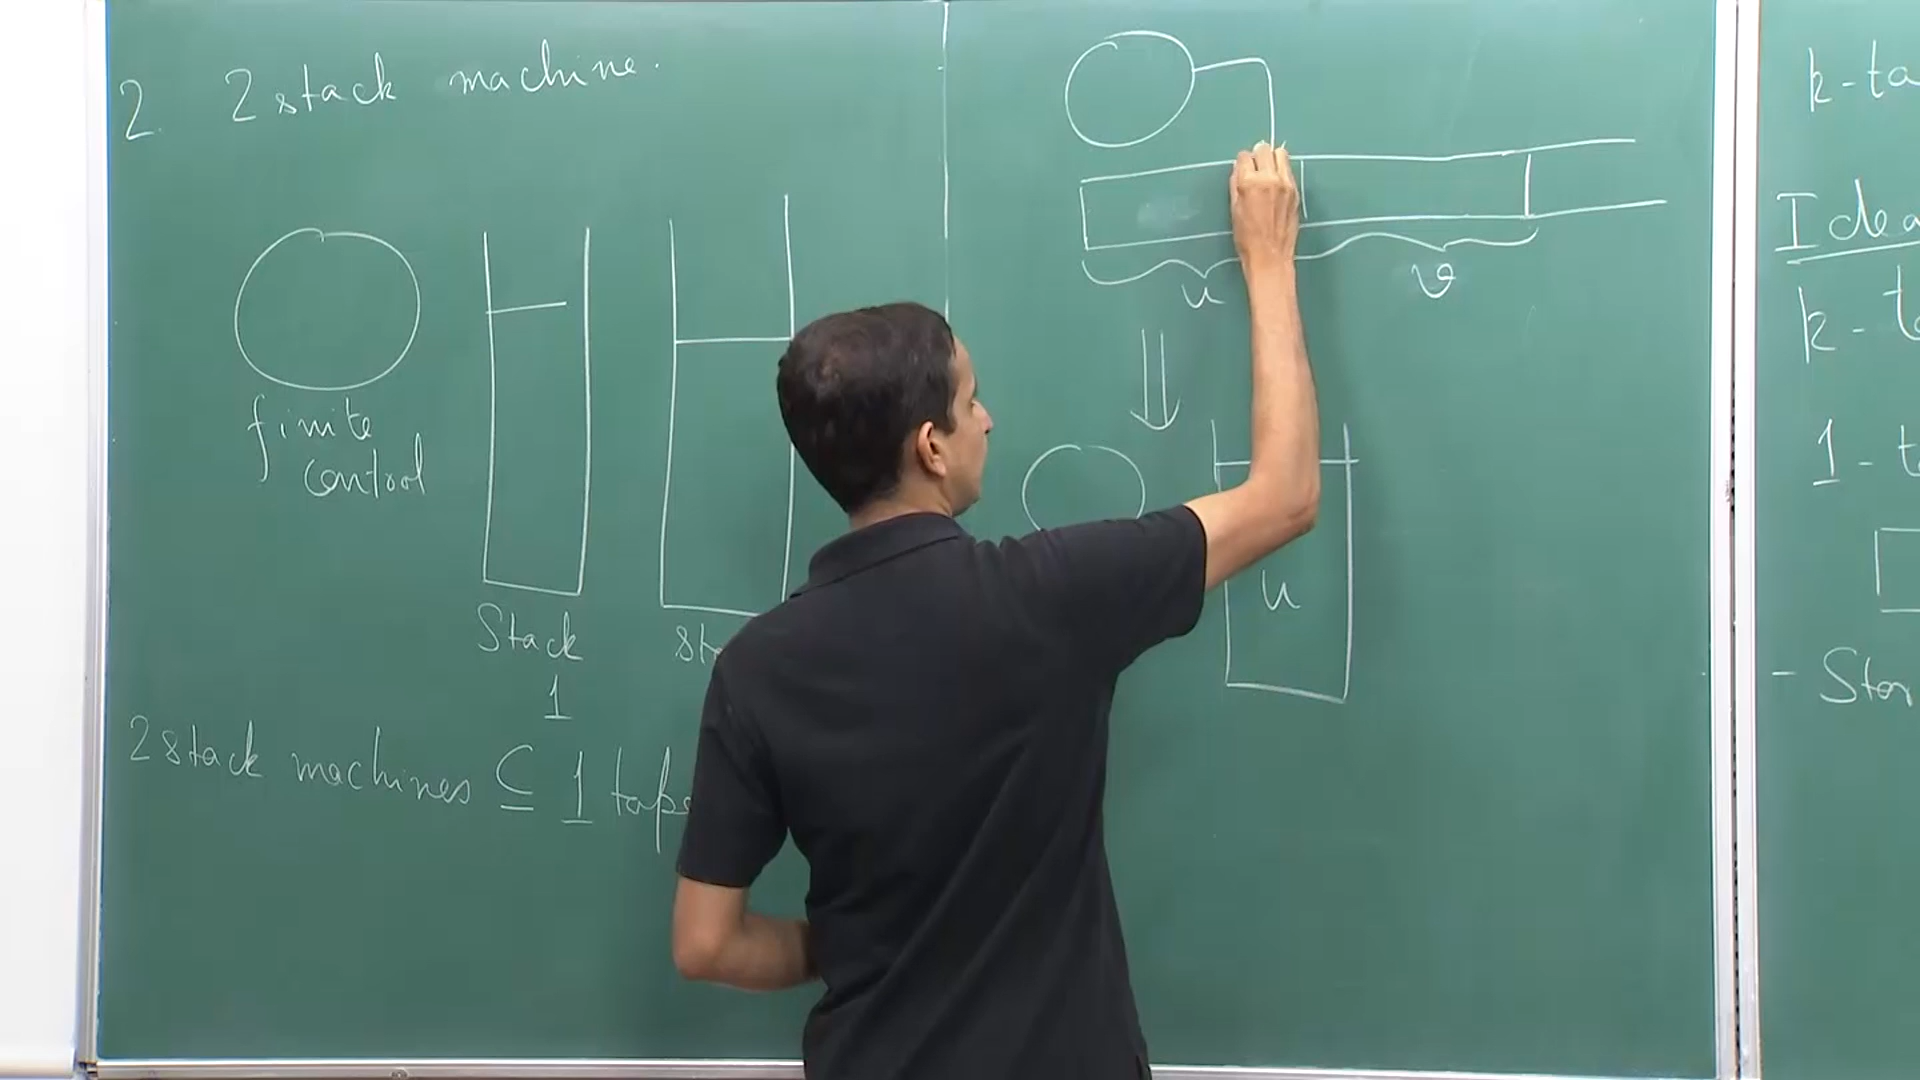 2. 2 stack machine.
finite
control
Stack
1
2 stack machines ⊆ 1 tape
u
v
u
k-ta
Idea
k-t
1-t
- Stor